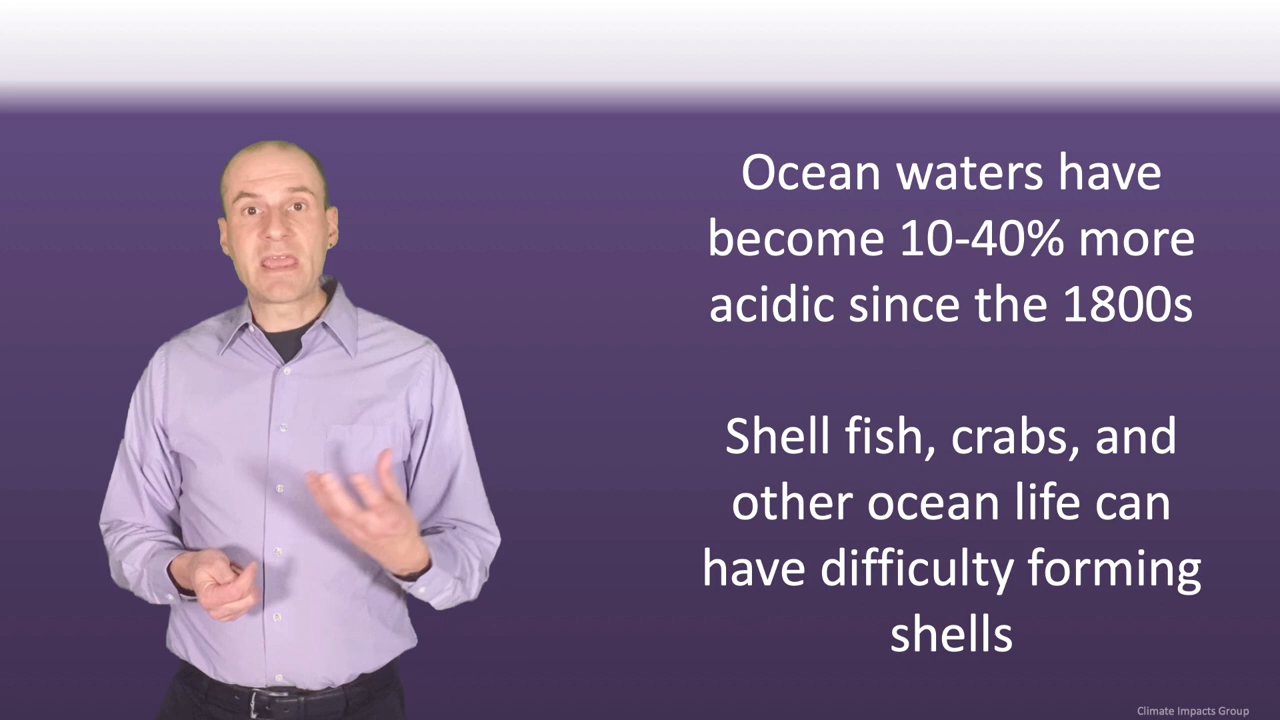 Ocean waters have
become 10-40% more
acidic since the 1800s
Shell fish, crabs, and
other ocean life can
have difficulty forming
shells
Climate Impacts Group